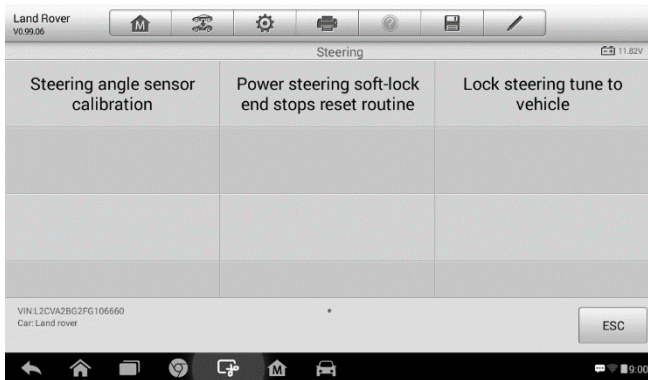 Land Rover
V0.99.06
Steering
11.82V
Steering angle sensor
calibration
Power steering soft-lock
end stops reset routine
Lock steering tune to
vehicle
VIN:L2CVA2BG2FG106660
Car: Land rover
ESC
9:00